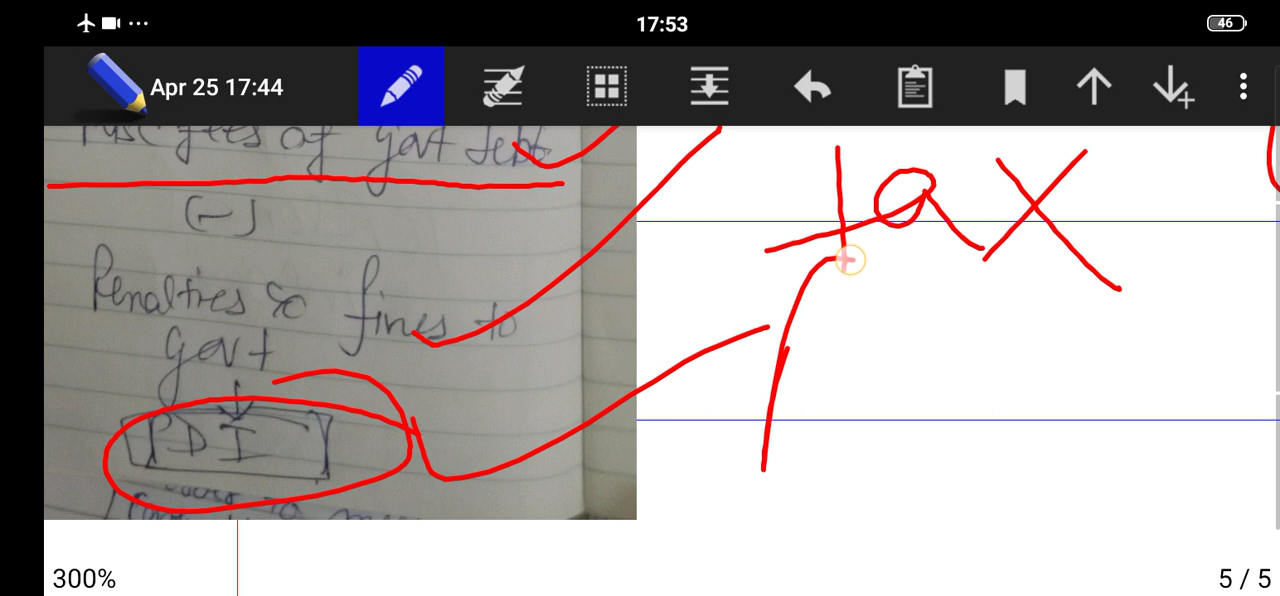 17:53
46
Apr 25 17:44
fees of Govt
(-)
Penalties & fines to
govt
PDI
tax
300%
5 / 5